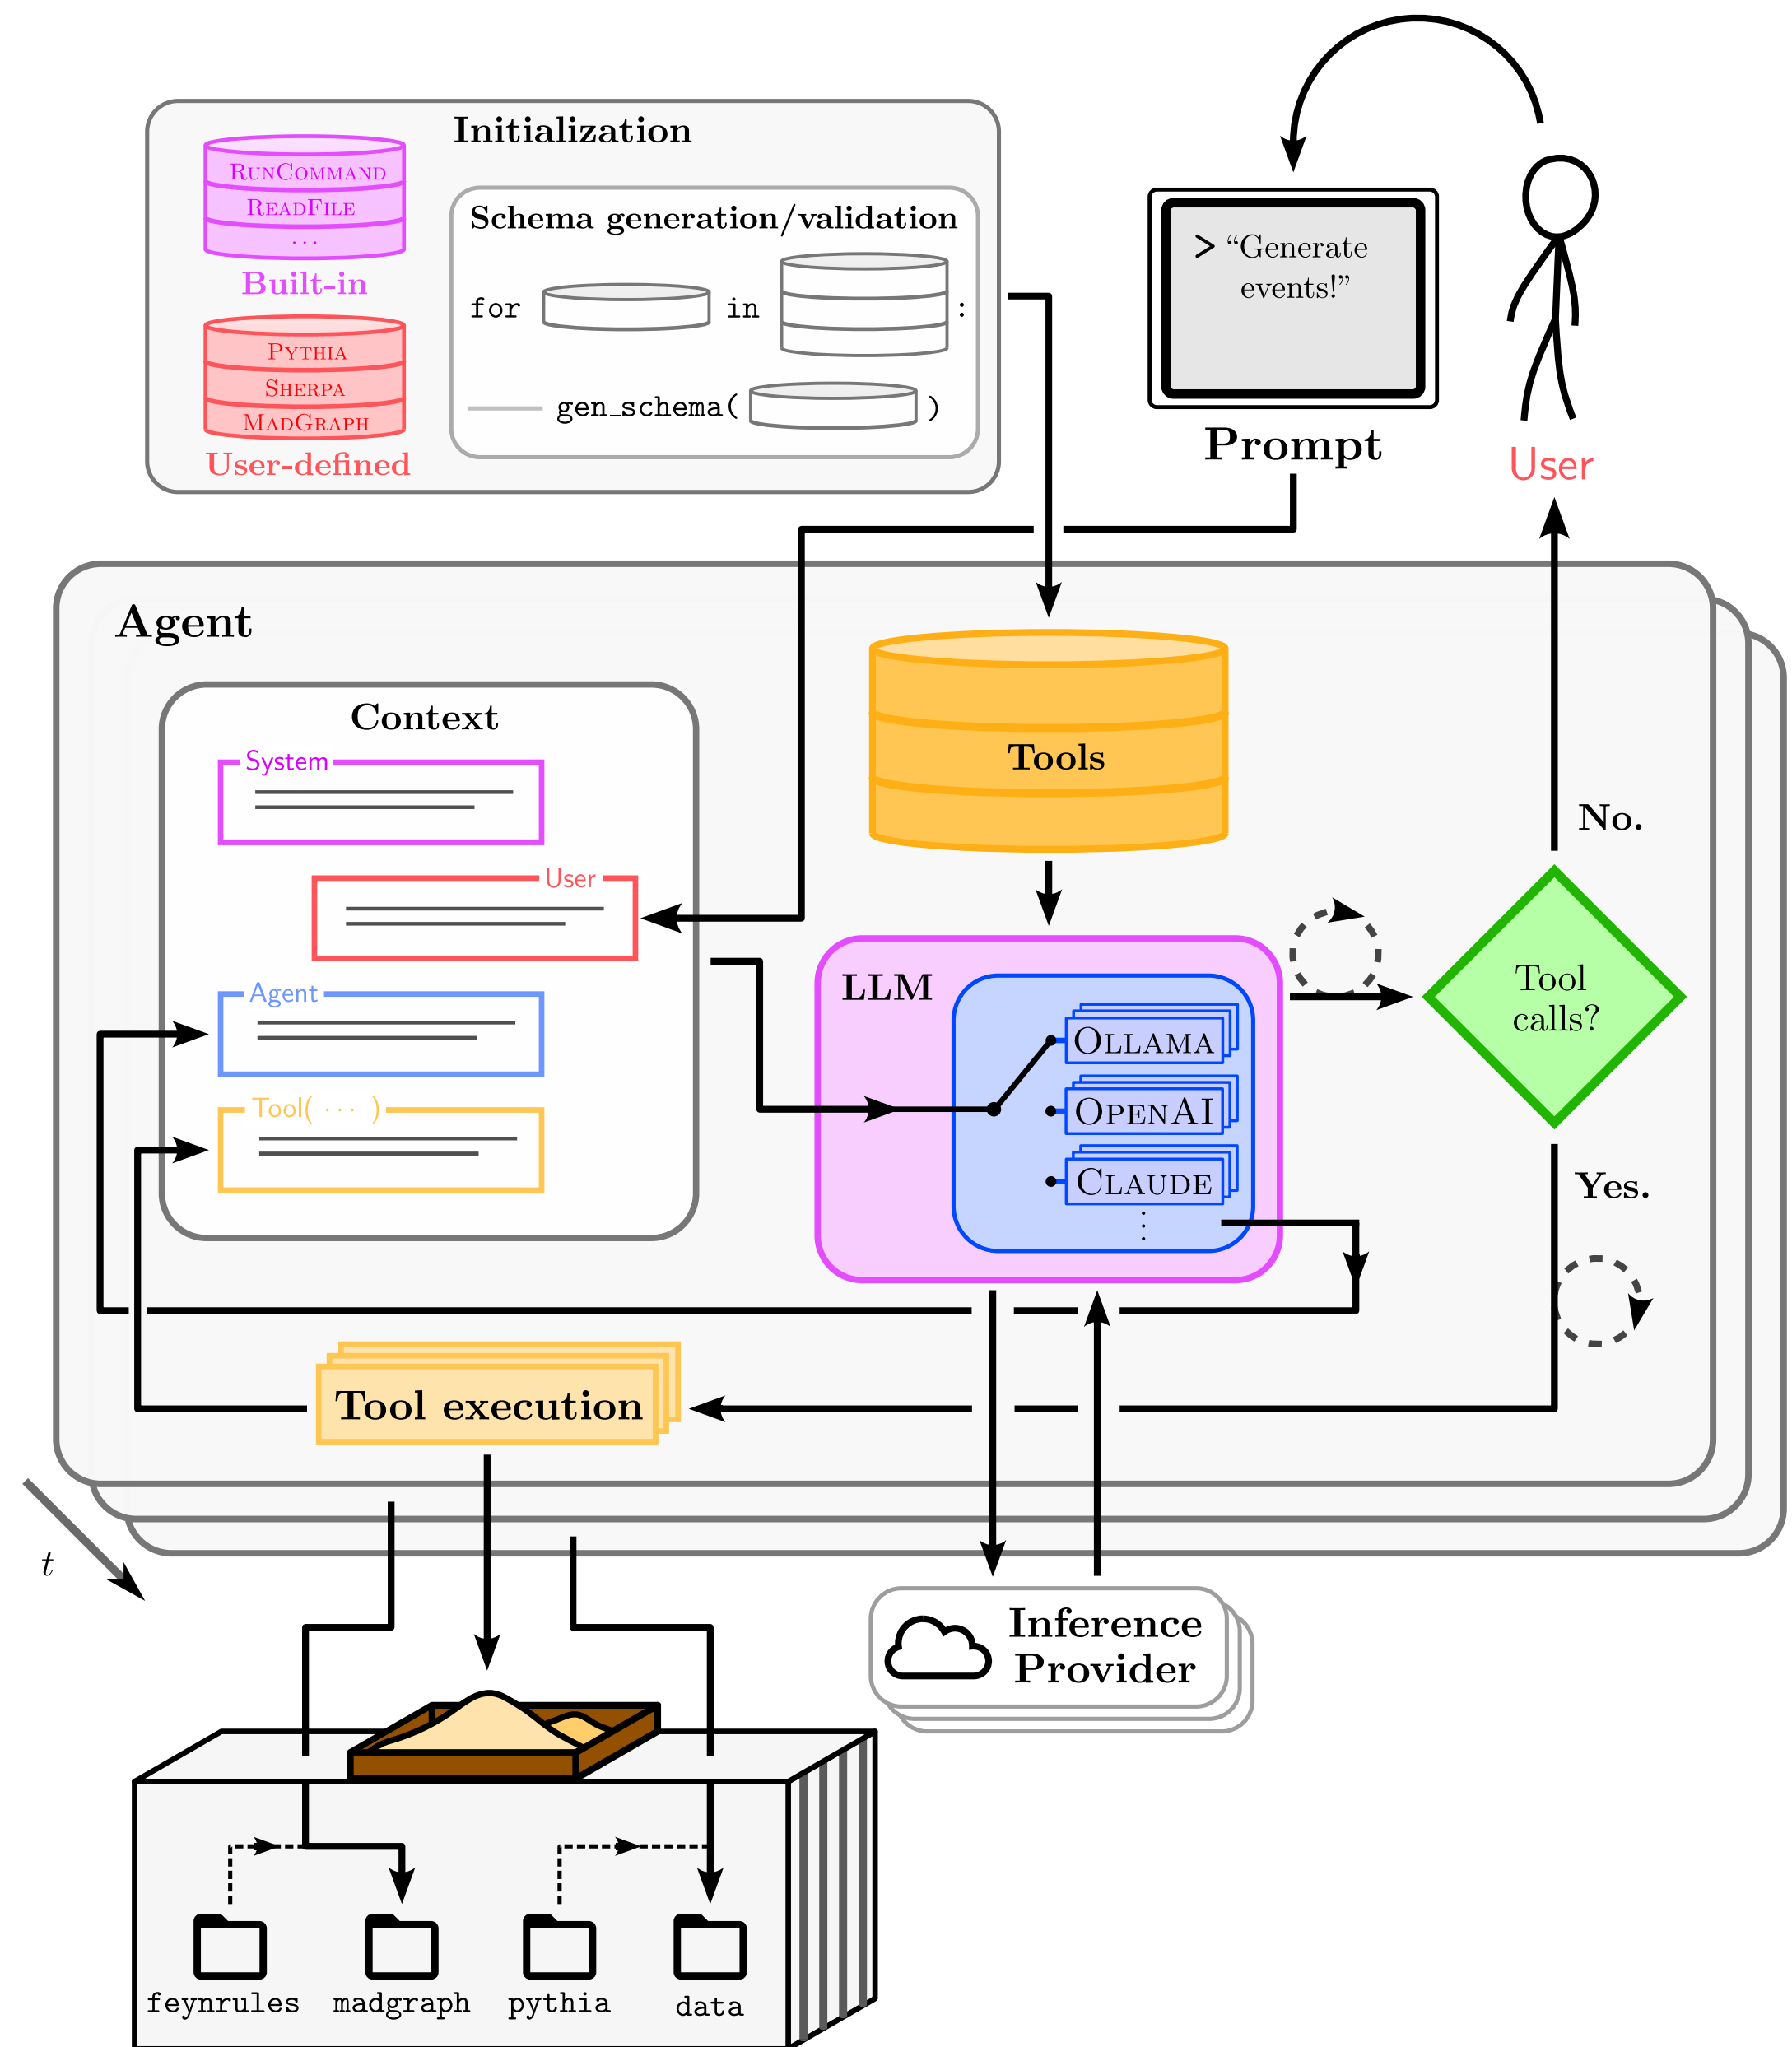 Initialization
RunCommand
ReadFile
...
Built-in
Pythia
Sherpa
MadGraph
User-defined
Schema generation/validation
for in :
gen_schema( )
> “Generate
events!”
Prompt
User
Agent
Context
System
User
Agent
Tool( ··· )
Tools
LLM
Ollama
OpenAI
Claude
⋮
Tool
calls?
No.
Yes.
Tool execution
t
Inference
Provider
feynrules
madgraph
pythia
data